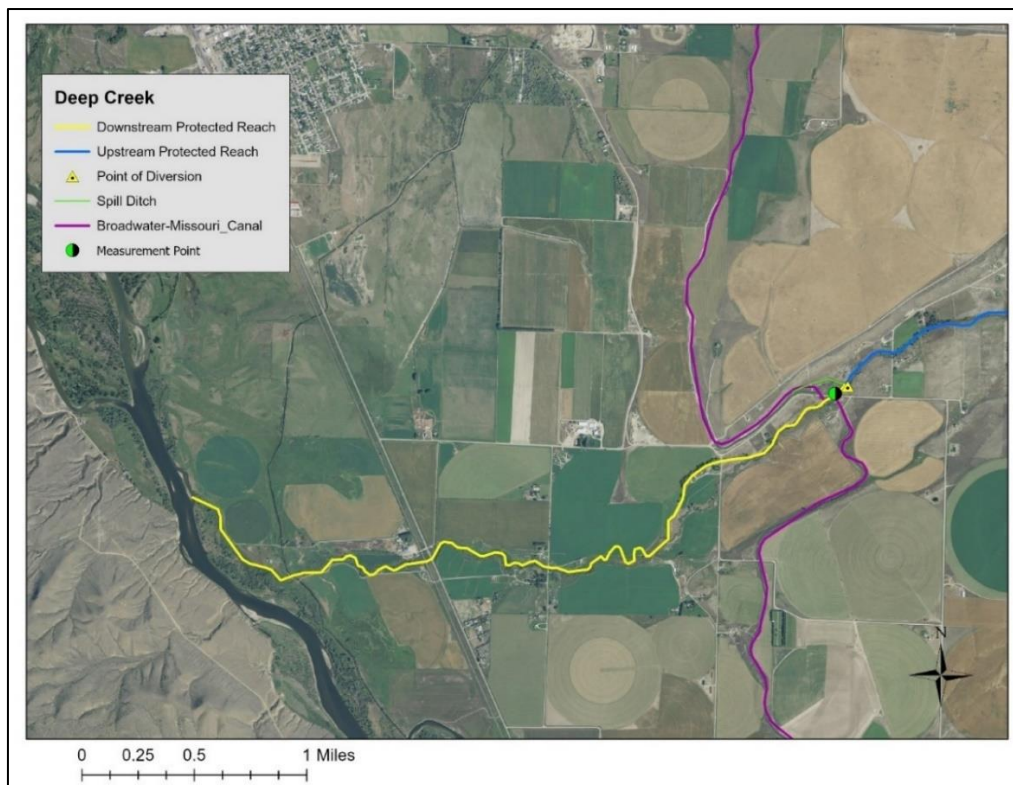 Deep Creek
Downstream Protected Reach
Upstream Protected Reach
Point of Diversion
Spill Ditch
Broadwater-Missouri_Canal
Measurement Point
N
0 0.25 0.5 1 Miles